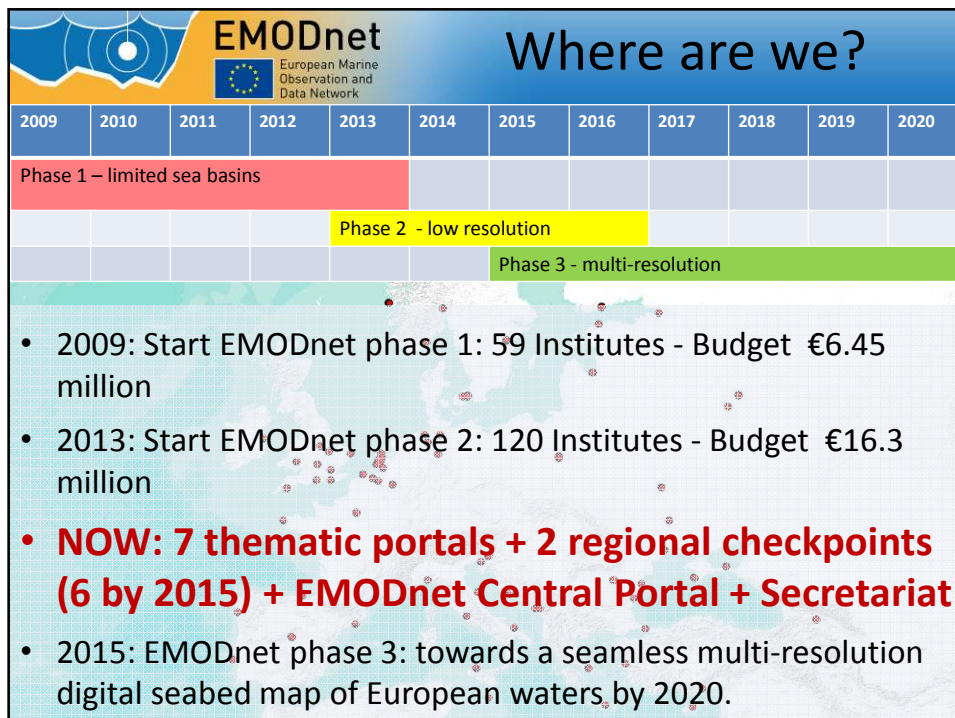 EMODnet
European Marine
Observation and
Data Network
Where are we?
2009 2010 2011 2012 2013 2014 2015 2016 2017 2018 2019 2020
Phase 1 – limited sea basins
Phase 2 - low resolution
Phase 3 - multi-resolution
• 2009: Start EMODnet phase 1: 59 Institutes - Budget €6.45
million
• 2013: Start EMODnet phase 2: 120 Institutes - Budget €16.3
million
• NOW: 7 thematic portals + 2 regional checkpoints
(6 by 2015) + EMODnet Central Portal + Secretariat
• 2015: EMODnet phase 3: towards a seamless multi-resolution
digital seabed map of European waters by 2020.